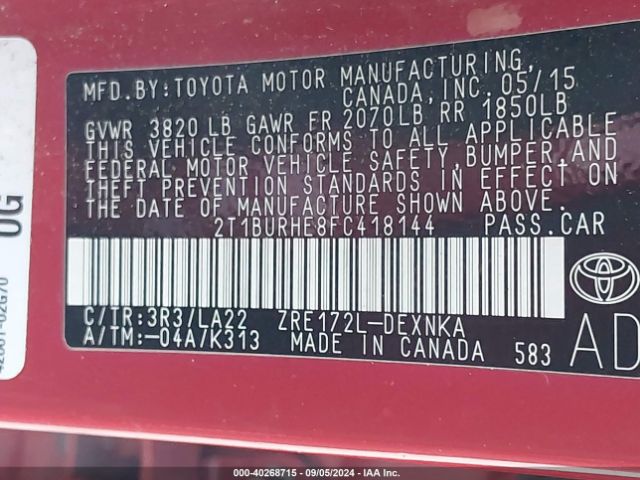 MFD. BY: TOYOTA MOTOR MANUFACTURING,
CANADA, INC. 05/15
GVWR 3820 LB GAWR FR 2070LB RR 1850LB
THIS VEHICLE CONFORMS TO ALL APPLICABLE
FEDERAL MOTOR VEHICLE SAFETY, BUMPER, AND
THEFT PREVENTION STANDARDS IN EFFECT ON
THE DATE OF MANUFACTURE SHOWN ABOVE.
2T1BURHE8FC418144 PASS. CAR
C/TR:3R3/LA22 ZRE172L-DEXNKA
A/TM:-04A/K313 MADE IN CANADA 583
AD
TOYOTA
OG
000-40268715 - 09/05/2024 - IAA Inc.